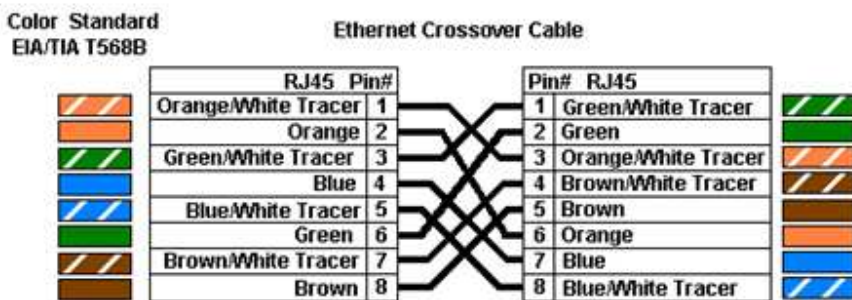 Color Standard
EIA/TIA T568B
Ethernet Crossover Cable
RJ45 Pin#
Pin# RJ45
Orange/White Tracer 1
1 Green/White Tracer
Orange 2
2 Green
Green/White Tracer 3
3 Orange/White Tracer
Blue 4
4 Brown/White Tracer
Blue/White Tracer 5
5 Brown
Green 6
6 Orange
Brown/White Tracer 7
7 Blue
Brown 8
8 Blue/White Tracer